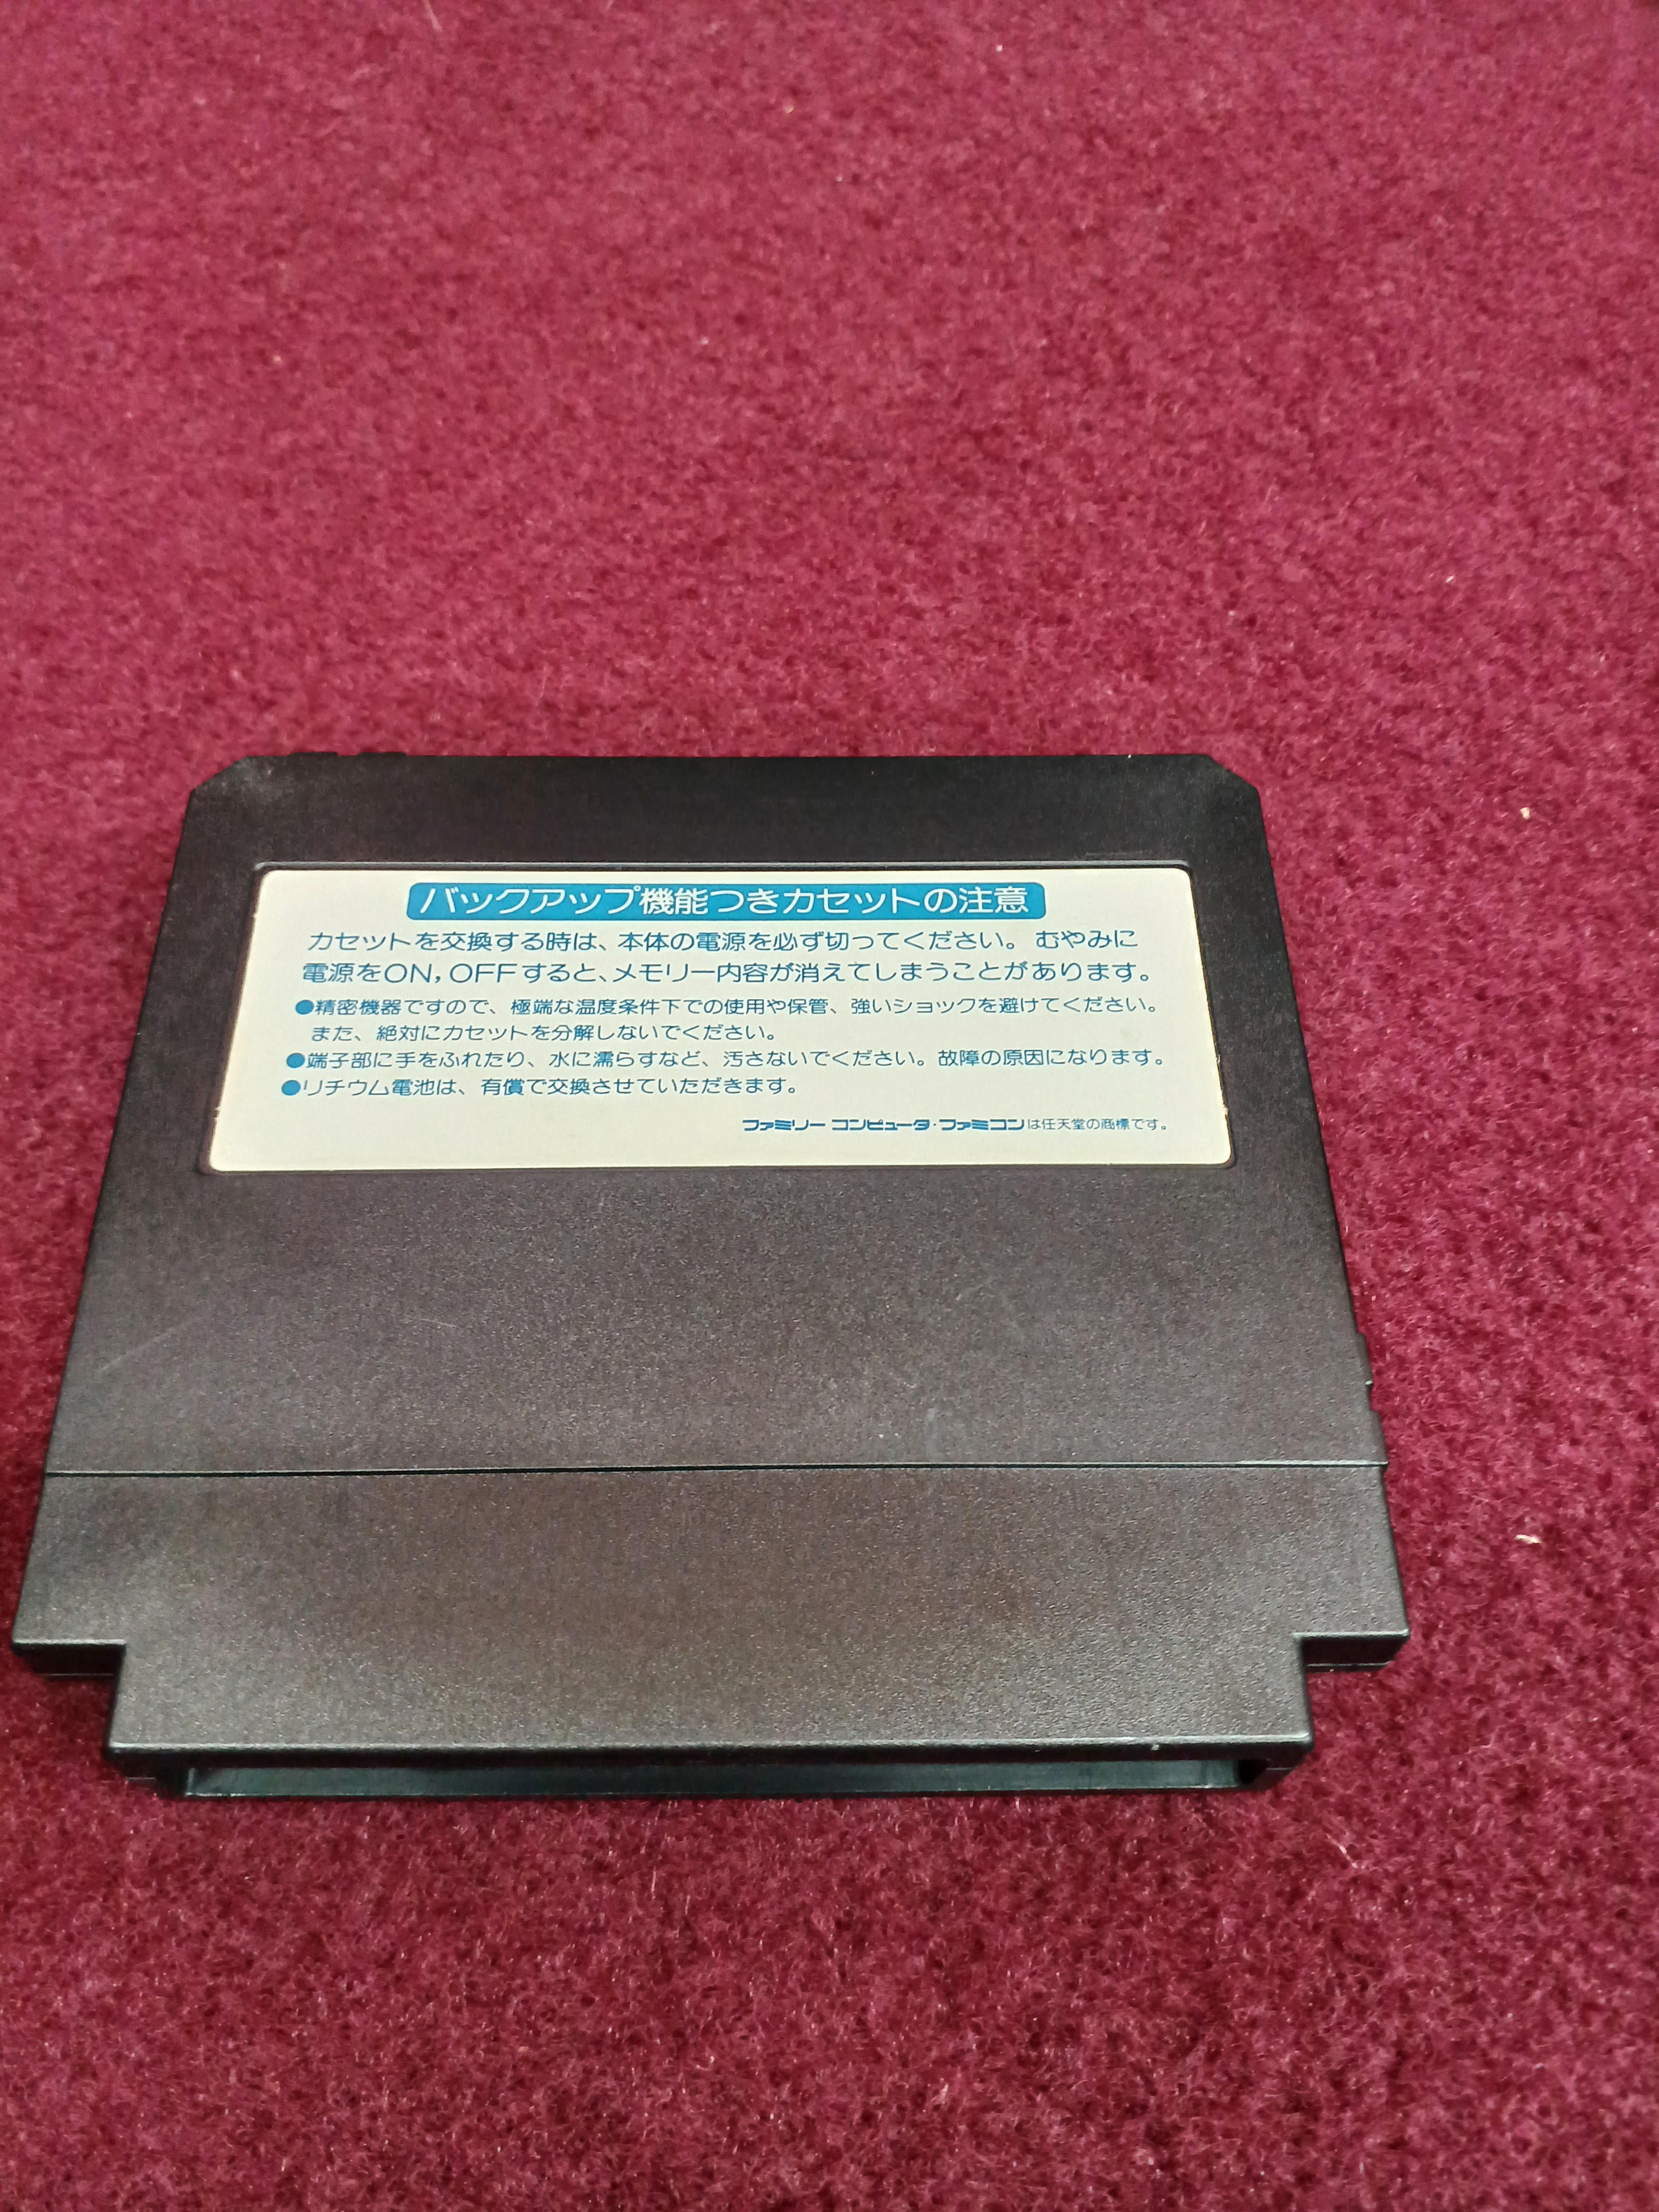 バックアップ機能つきカセットの注意
カセットを交換する時は、本体の電源を必ず切ってください。むやみに
電源をON,OFFすると、メモリー内容が消えてしまうことがあります。
●精密機器ですので、極端な温度条件下での使用や保管、強いショックを避けてください。
また、絶対にカセットを分解しないでください。
●端子部に手をふれたり、水に濡らすなど、汚さないでください。故障の原因になります。
●リチウム電池は、有償で交換させていただきます。
ファミリーコンピュータ・ファミコンは任天堂の商標です。